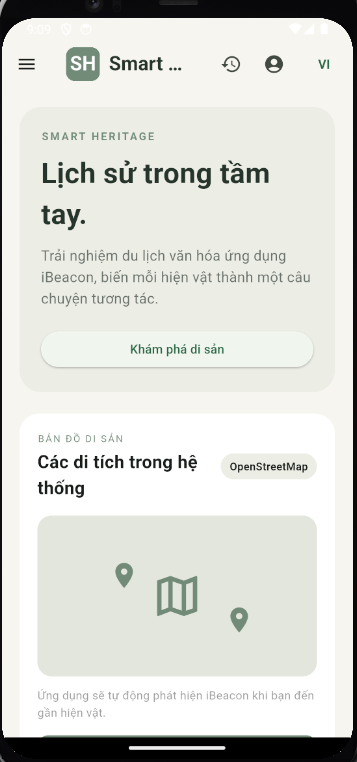 9:07
SH Smart ... VI
SMART HERITAGE
Lịch sử trong tầm
tay.
Trải nghiệm du lịch văn hóa ứng dụng
iBeacon, biến mỗi hiện vật thành một câu
chuyện tương tác.
Khám phá di sản
BẢN ĐỒ DI SẢN
Các di tích trong hệ
thống
OpenStreetMap
Ứng dụng sẽ tự động phát hiện iBeacon khi bạn đến
gần hiện vật.